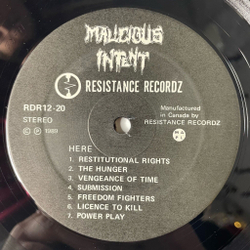 MALICIOUS
INTENT
RESISTANCE RECORDZ
RDR12-20
STEREO
Manufactured
in Canada by
RESISTANCE RECORDZ
HERE
1. RESTITUTIONAL RIGHTS
2. THE HUNGER
3. VENGEANCE OF TIME
4. SUBMISSION
5. FREEDOM FIGHTERS
6. LICENCE TO KILL
7. POWER PLAY